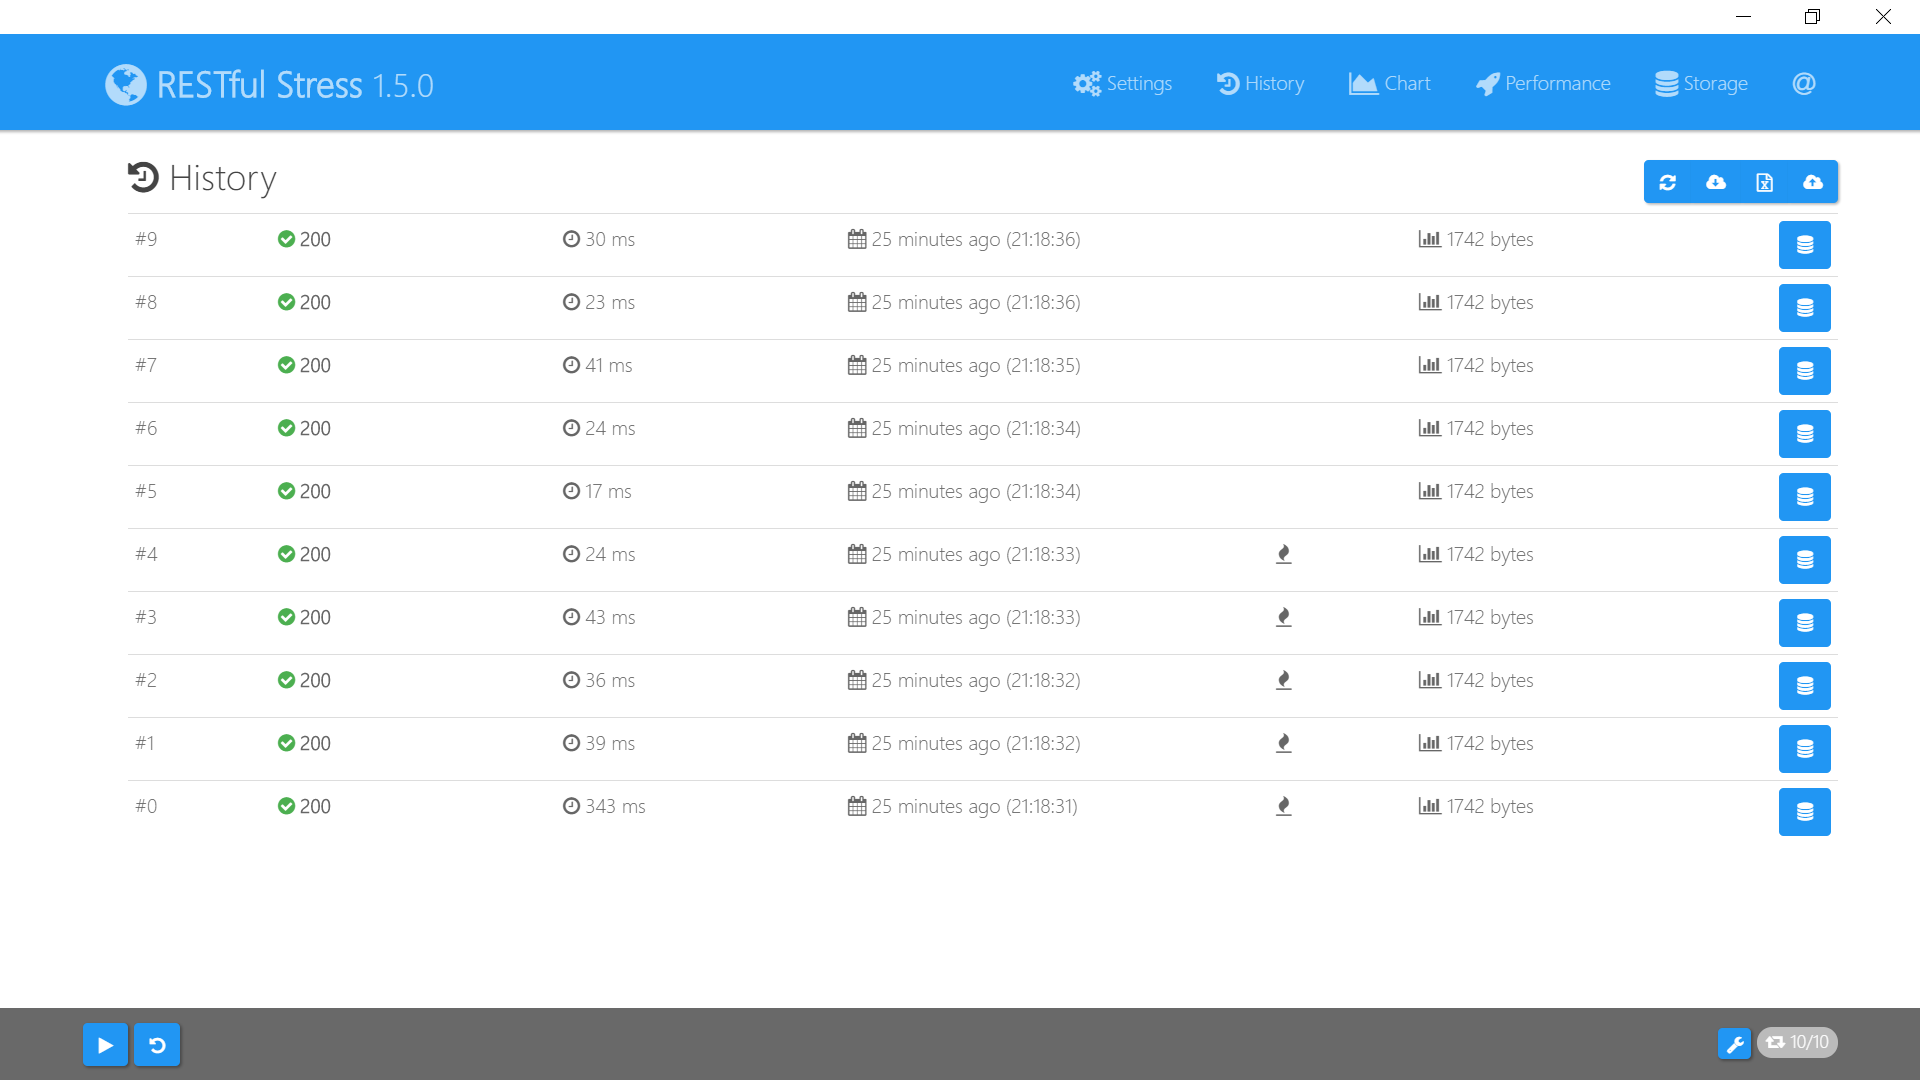 RESTful Stress 1.5.0
Settings History Chart Performance Storage @
History
#9 200 30 ms 25 minutes ago (21:18:36) 1742 bytes
#8 200 23 ms 25 minutes ago (21:18:36) 1742 bytes
#7 200 41 ms 25 minutes ago (21:18:35) 1742 bytes
#6 200 24 ms 25 minutes ago (21:18:34) 1742 bytes
#5 200 17 ms 25 minutes ago (21:18:34) 1742 bytes
#4 200 24 ms 25 minutes ago (21:18:33) 1742 bytes
#3 200 43 ms 25 minutes ago (21:18:33) 1742 bytes
#2 200 36 ms 25 minutes ago (21:18:32) 1742 bytes
#1 200 39 ms 25 minutes ago (21:18:32) 1742 bytes
#0 200 343 ms 25 minutes ago (21:18:31) 1742 bytes
10/10